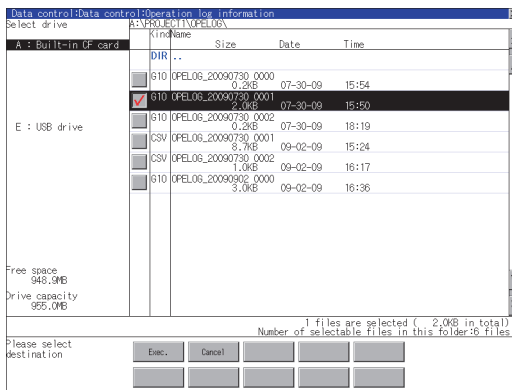 Data control:Data control:Operation log information
Select drive
A:\PROJECT1\OPELOG\
Kind Name
Size Date Time
A : Built-in CF card
DIR ..
G10 OPELOG_20090730_0000
0.2KB 07-30-09 15:54
G10 OPELOG_20090730_0001
2.0KB 07-30-09 15:50
G10 OPELOG_20090730_0002
0.2KB 07-30-09 18:19
E : USB drive
CSV OPELOG_20090730_0001
8.7KB 09-02-09 15:24
CSV OPELOG_20090730_0002
1.0KB 09-02-09 16:17
G10 OPELOG_20090902_0000
3.0KB 09-02-09 16:36
Free space
948.9MB
Drive capacity
955.0MB
1 files are selected ( 2.0KB in total)
Number of selectable files in this folder:6 files
Please select
destination
Exec. Cancel